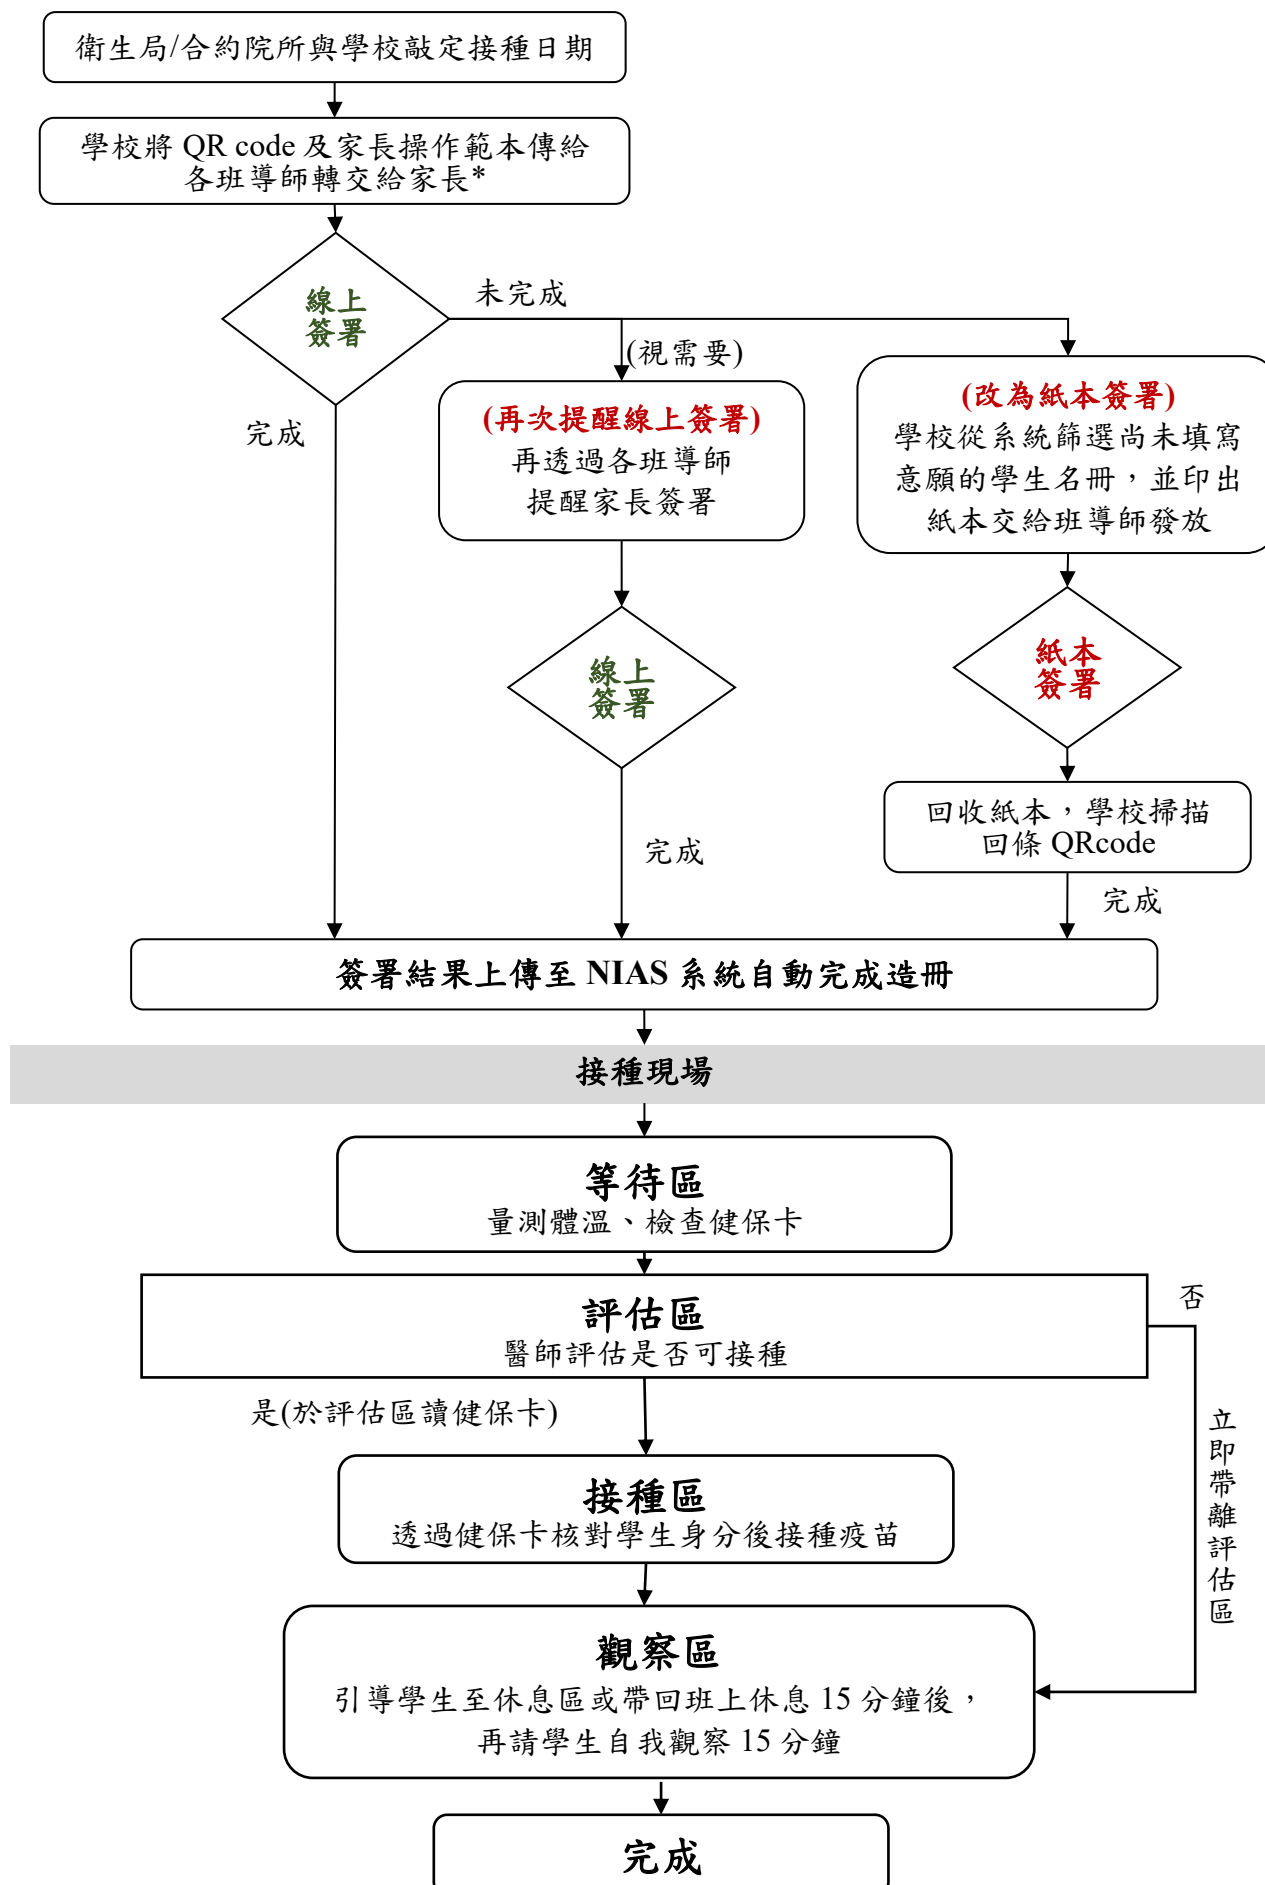 衛生局/合約院所與學校敲定接種日期
學校將 QR code 及家長操作範本傳給
各班導師轉交給家長*
線上
簽署
未完成
(視需要)
完成
(再次提醒線上簽署)
再透過各班導師
提醒家長簽署
(改為紙本簽署)
學校從系統篩選尚未填寫
意願的學生名冊，並印出
紙本交給班導師發放
線上
簽署
紙本
簽署
完成
回收紙本，學校掃描
回條 QRcode
完成
簽署結果上傳至 NIAS 系統自動完成造冊
接種現場
等待區
量測體溫、檢查健保卡
評估區
醫師評估是否可接種
否
是(於評估區讀健保卡)
立即帶離評估區
接種區
透過健保卡核對學生身分後接種疫苗
觀察區
引導學生至休息區或帶回班上休息 15 分鐘後，
再請學生自我觀察 15 分鐘
完成